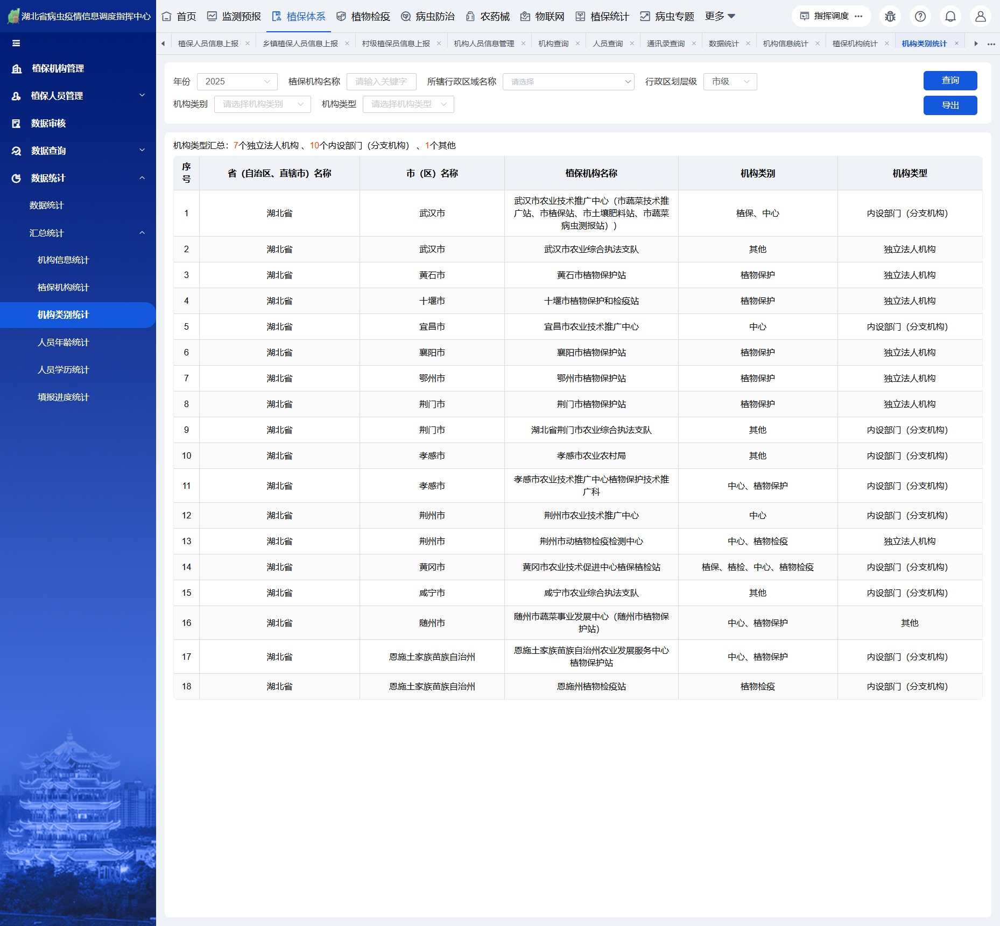 湖北省病虫疫情信息调度指挥中心
首页 监测预报 植保体系 植物检疫 病虫防治 农药械 物联网 植保统计 病虫专题 更多
指挥调度
植保人员信息上报 乡镇植保人员信息上报 村级植保员信息上报 机构人员信息管理 机构查询 人员查询 通讯录查询 数据统计 机构信息统计 植保机构统计 机构类别统计
植保机构管理
植保人员管理
数据审核
数据查询
数据统计
数据统计
汇总统计
机构信息统计
植保机构统计
机构类别统计
人员年龄统计
人员学历统计
填报进度统计
年份 2025 植保机构名称 请输入关键字 所辖行政区域名称 请选择 行政区划层级 市级 查询
机构类别 请选择机构类别 机构类型 请选择机构类型 导出
机构类型汇总：7个独立法人机构 、10个内设部门（分支机构） 、1个其他
序号 省（自治区、直辖市）名称 市（区）名称 植保机构名称 机构类别 机构类型
1 湖北省 武汉市 武汉市农业技术推广中心（市蔬菜技术推广站、市植保站、市土壤肥料站、市蔬菜病虫测报站）) 植保、中心 内设部门（分支机构）
2 湖北省 武汉市 武汉市农业综合执法支队 其他 独立法人机构
3 湖北省 黄石市 黄石市植物保护站 植物保护 独立法人机构
4 湖北省 十堰市 十堰市植物保护和检疫站 植物保护 独立法人机构
5 湖北省 宜昌市 宜昌市农业技术推广中心 中心 内设部门（分支机构）
6 湖北省 襄阳市 襄阳市植物保护站 植物保护 独立法人机构
7 湖北省 鄂州市 鄂州市植物保护站 植物保护 独立法人机构
8 湖北省 荆门市 荆门市植物保护站 植物保护 独立法人机构
9 湖北省 荆门市 湖北省荆门市农业综合执法支队 其他 内设部门（分支机构）
10 湖北省 孝感市 孝感市农业农村局 其他 内设部门（分支机构）
11 湖北省 孝感市 孝感市农业技术推广中心植物保护技术推广科 中心、植物保护 内设部门（分支机构）
12 湖北省 荆州市 荆州市农业技术推广中心 中心 内设部门（分支机构）
13 湖北省 荆州市 荆州市动植物检疫检测中心 中心、植物检疫 独立法人机构
14 湖北省 黄冈市 黄冈市农业技术促进中心植保植检站 植保、植检、中心、植物检疫 内设部门（分支机构）
15 湖北省 咸宁市 咸宁市农业综合执法支队 其他 内设部门（分支机构）
16 湖北省 随州市 随州市蔬菜事业发展中心（随州市植物保护站） 中心、植物保护 其他
17 湖北省 恩施土家族苗族自治州 恩施土家族苗族自治州农业发展服务中心植物保护站 中心、植物保护 内设部门（分支机构）
18 湖北省 恩施土家族苗族自治州 恩施州植物检疫站 植物检疫 内设部门（分支机构）